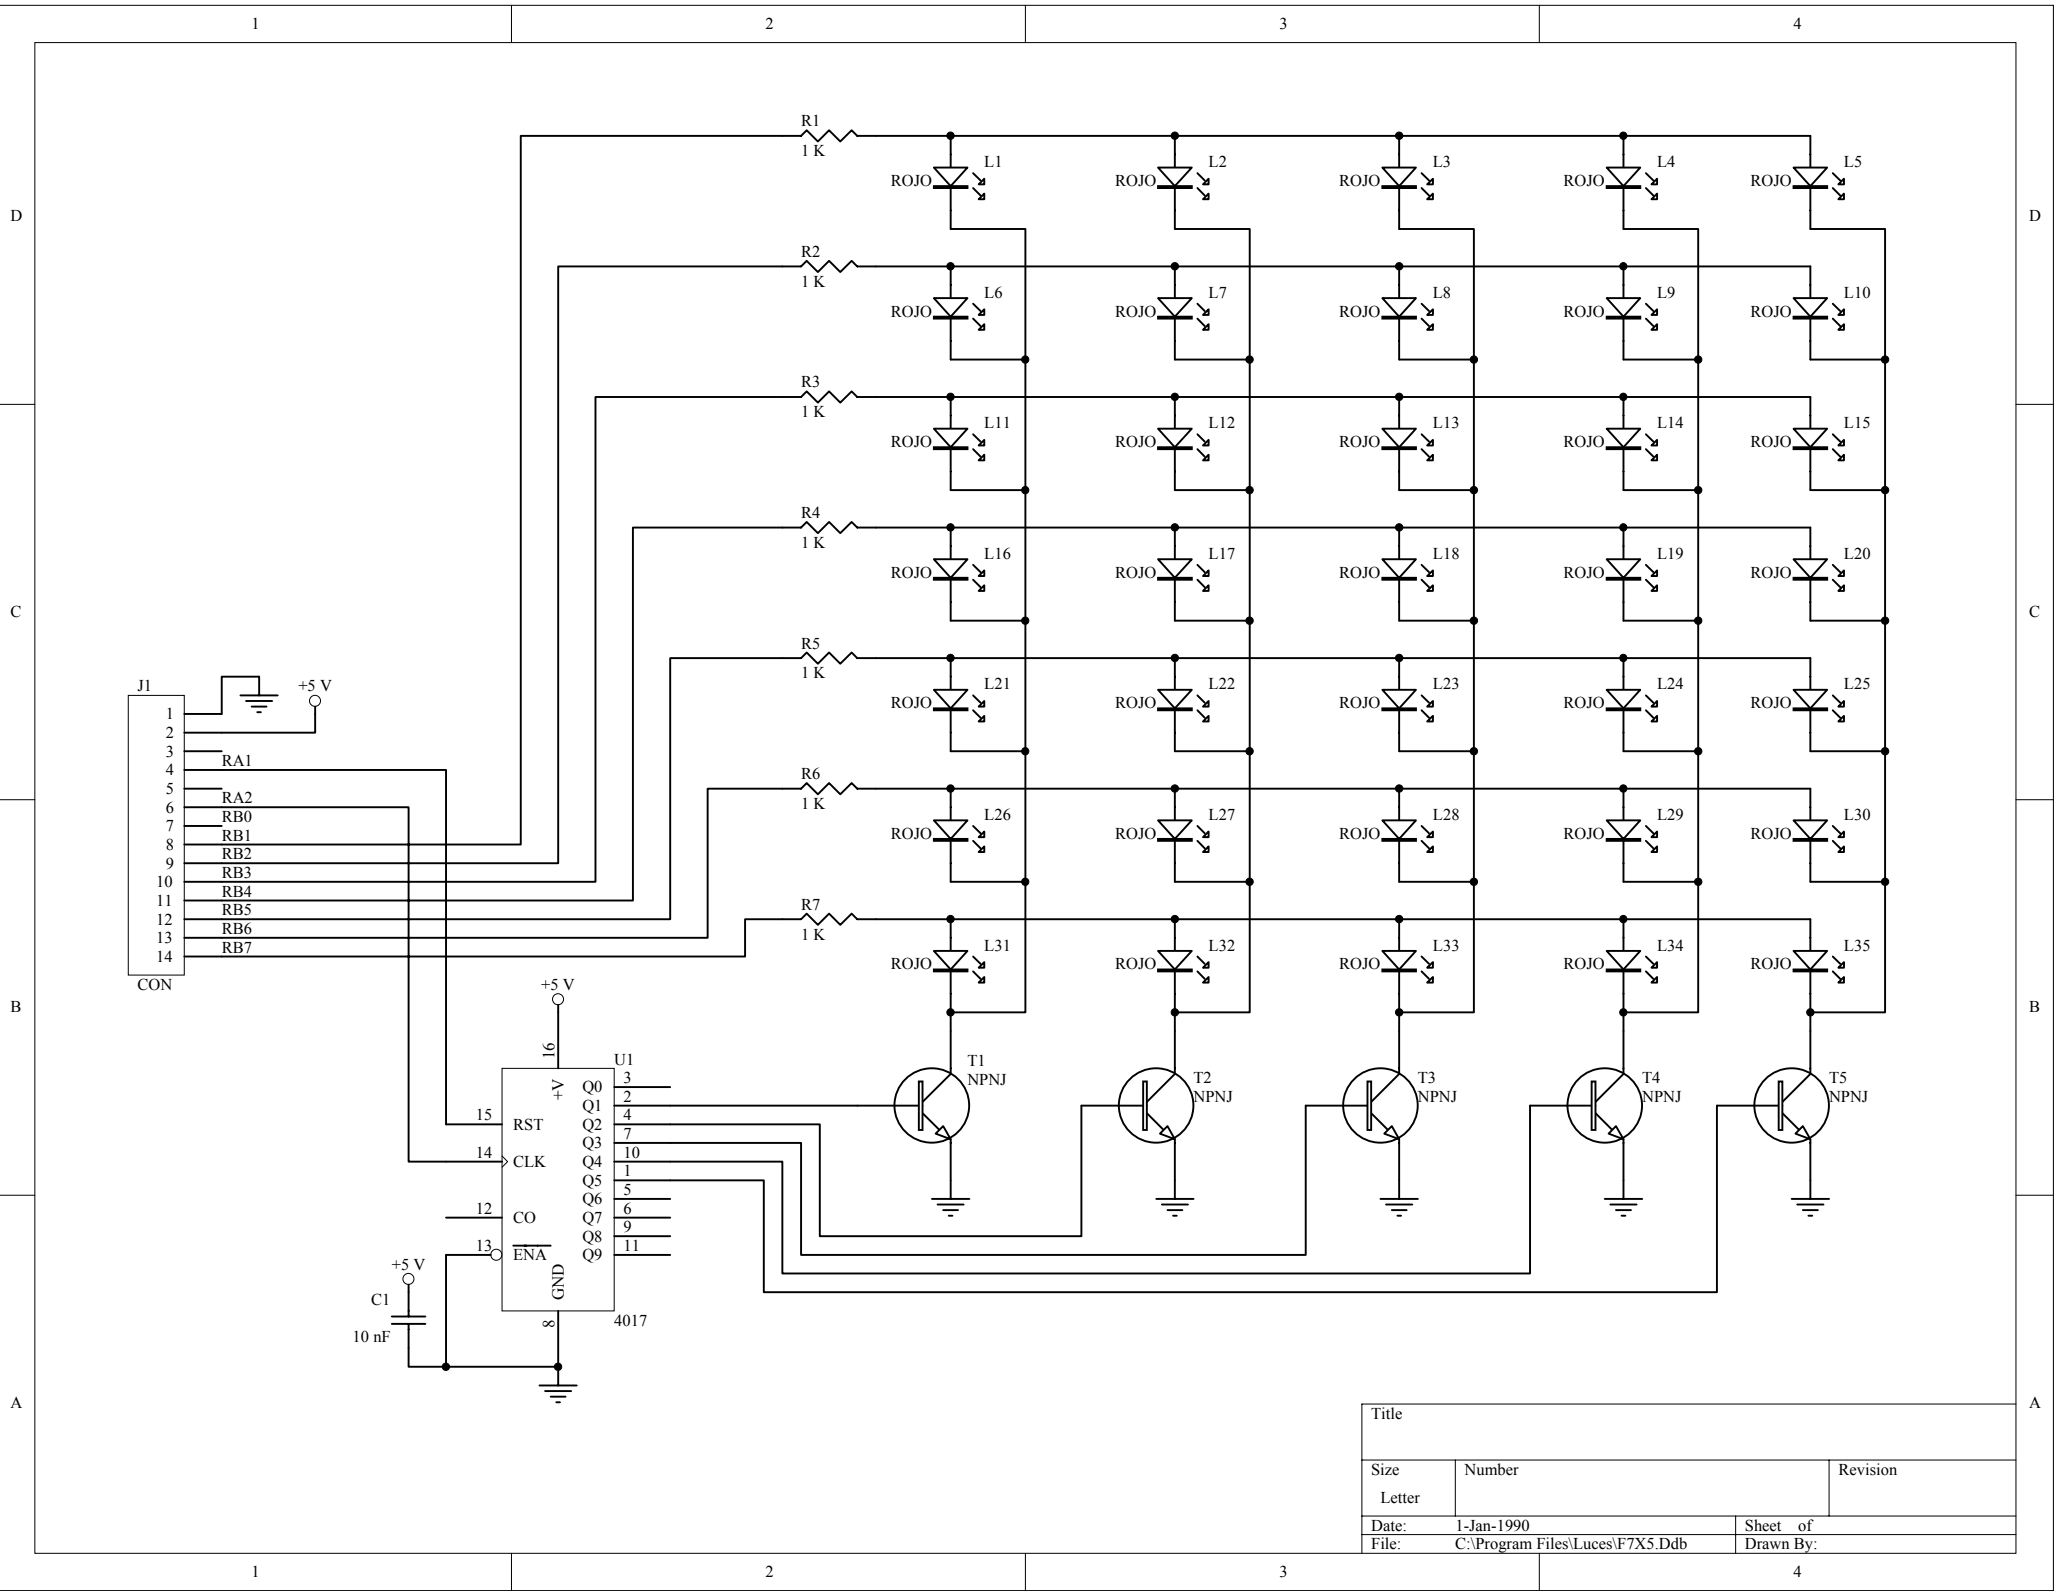 1 2 3 4
D D
C C
B B
A A
R1
1 K
L1 L2 L3 L4 L5
ROJO ROJO ROJO ROJO ROJO
R2
1 K
L6 L7 L8 L9 L10
ROJO ROJO ROJO ROJO ROJO
R3
1 K
L11 L12 L13 L14 L15
ROJO ROJO ROJO ROJO ROJO
R4
1 K
L16 L17 L18 L19 L20
ROJO ROJO ROJO ROJO ROJO
R5
1 K
L21 L22 L23 L24 L25
ROJO ROJO ROJO ROJO ROJO
R6
1 K
L26 L27 L28 L29 L30
ROJO ROJO ROJO ROJO ROJO
R7
1 K
L31 L32 L33 L34 L35
ROJO ROJO ROJO ROJO ROJO
J1
+5 V
1
2
3
4 RA1
5
6 RA2
7 RB0
8 RB1
9 RB2
10 RB3
11 RB4
12 RB5
13 RB6
14 RB7
CON
+5 V
16
U1
+V
Q0 3
Q1 2
Q2 4
Q3 7
Q4 10
Q5 1
Q6 5
Q7 6
Q8 9
Q9 11
15 RST
14 CLK
12 CO
13 ENA
GND
8
4017
+5 V
C1
10 nF
T1
NPNJ
T2
NPNJ
T3
NPNJ
T4
NPNJ
T5
NPNJ
Title
Size Number Revision
Letter
Date: 1-Jan-1990 Sheet of
File: C:\Program Files\Luces\F7X5.Ddb Drawn By:
1 2 3 4